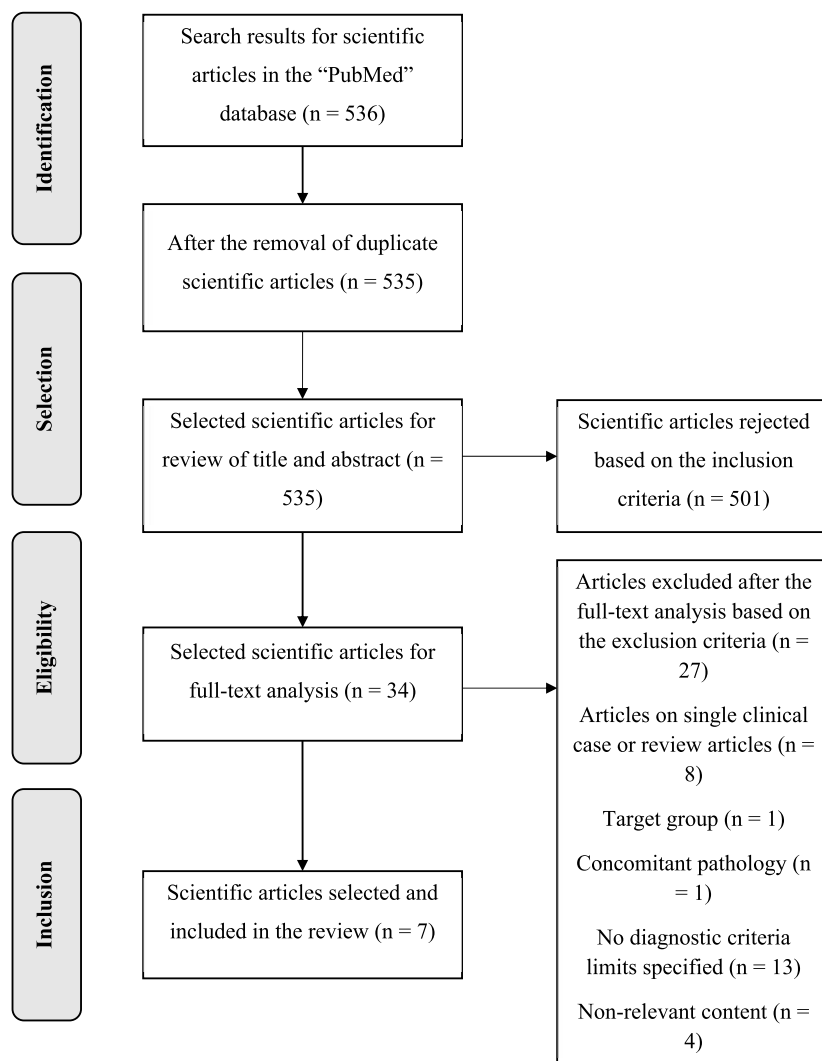 Identification
Search results for scientific
articles in the “PubMed”
database (n = 536)
After the removal of duplicate
scientific articles (n = 535)
Selection
Selected scientific articles for
review of title and abstract (n =
535)
Scientific articles rejected
based on the inclusion
criteria (n = 501)
Eligibility
Selected scientific articles for
full-text analysis (n = 34)
Articles excluded after the
full-text analysis based on
the exclusion criteria (n =
27)
Articles on single clinical
case or review articles (n =
8)
Target group (n = 1)
Concomitant pathology (n
= 1)
No diagnostic criteria
limits specified (n = 13)
Non-relevant content (n =
4)
Inclusion
Scientific articles selected and
included in the review (n = 7)